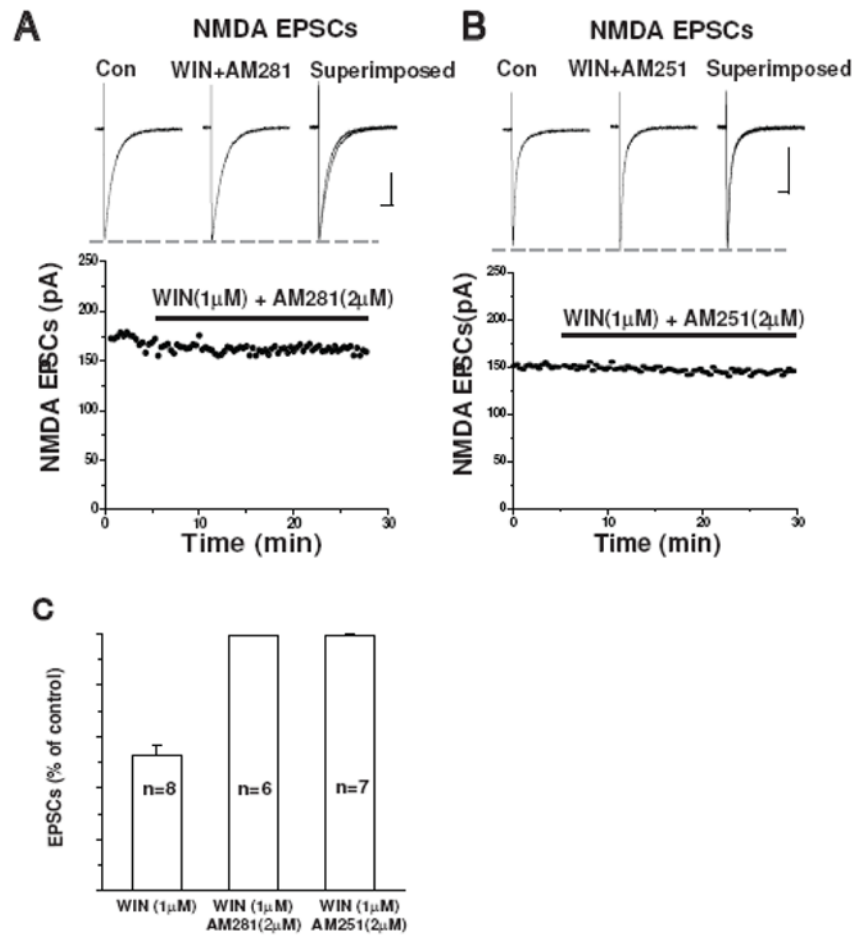 A
NMDA EPSCs
Con
WIN+AM281
Superimposed
250
200
150
100
50
0
NMDA EPSCs (pA)
WIN(1μM) + AM281(2μM)
0
10
20
30
Time (min)
B
NMDA EPSCs
Con
WIN+AM251
Superimposed
250
200
150
100
50
0
NMDA EPSCs(pA)
WIN(1μM) + AM251(2μM)
0
10
20
30
Time (min)
C
EPSCs (% of control)
n=8
n=6
n=7
WIN (1μM)
WIN (1μM)
AM281(2μM)
WIN (1μM)
AM251(2μM)